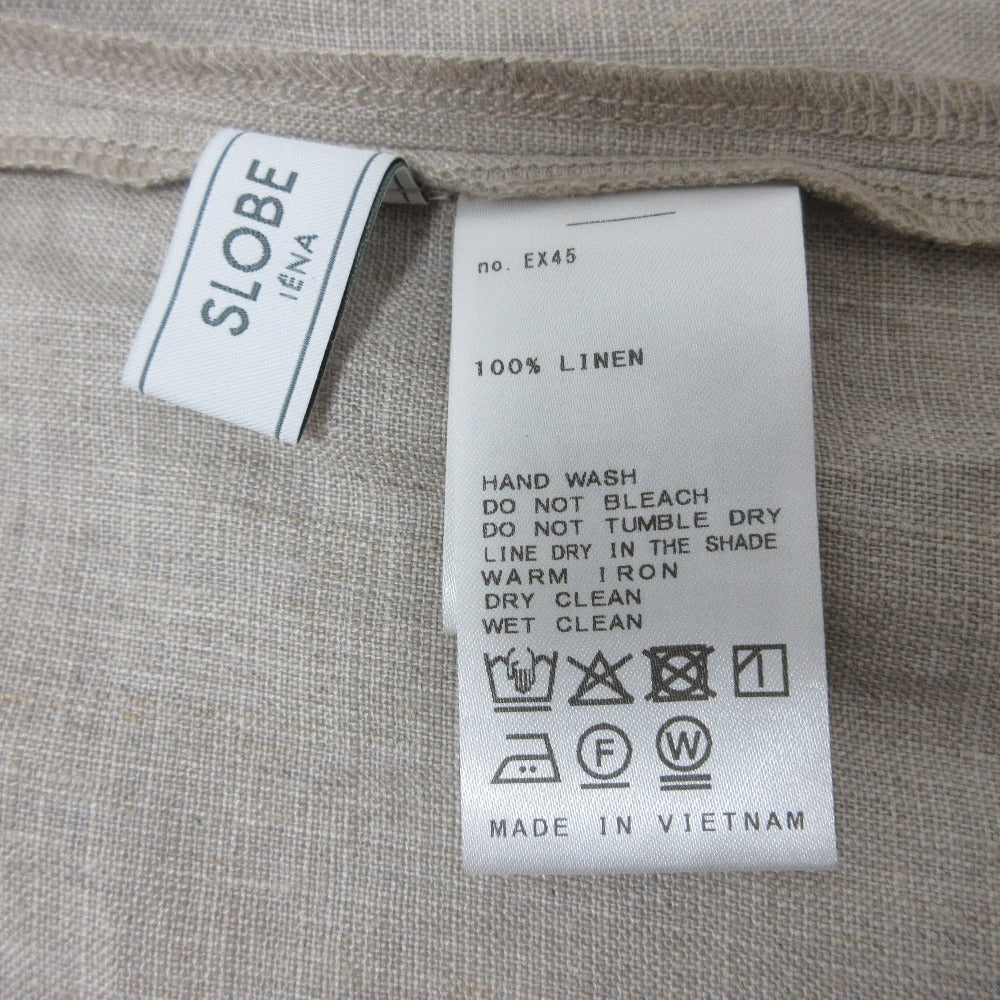 SLOBE
IÉNA
no. EX45
100% LINEN
HAND WASH
DO NOT BLEACH
DO NOT TUMBLE DRY
LINE DRY IN THE SHADE
WARM IRON
DRY CLEAN
WET CLEAN
F
W
MADE IN VIETNAM